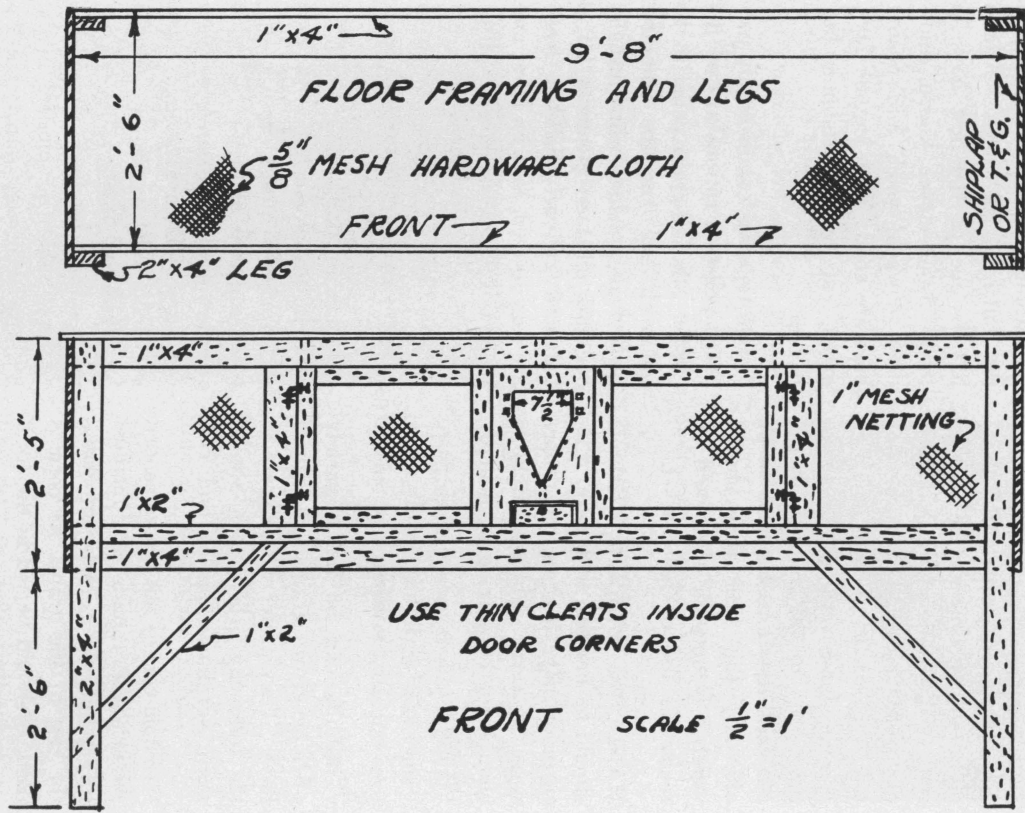 1"x4"
9'-8"
FLOOR FRAMING AND LEGS
2'-6"
5/8" MESH HARDWARE CLOTH
SHIPLAP
OR T.&G.
FRONT
1"x4"
2"x4" LEG
1"x4"
2'-5"
7 1/2"
1" MESH
NETTING
1"x4"
1"x4"
1"x2"
1"x4"
USE THIN CLEATS INSIDE
DOOR CORNERS
1"x2"
2"x4"
2'-6"
FRONT SCALE 1/2"=1'